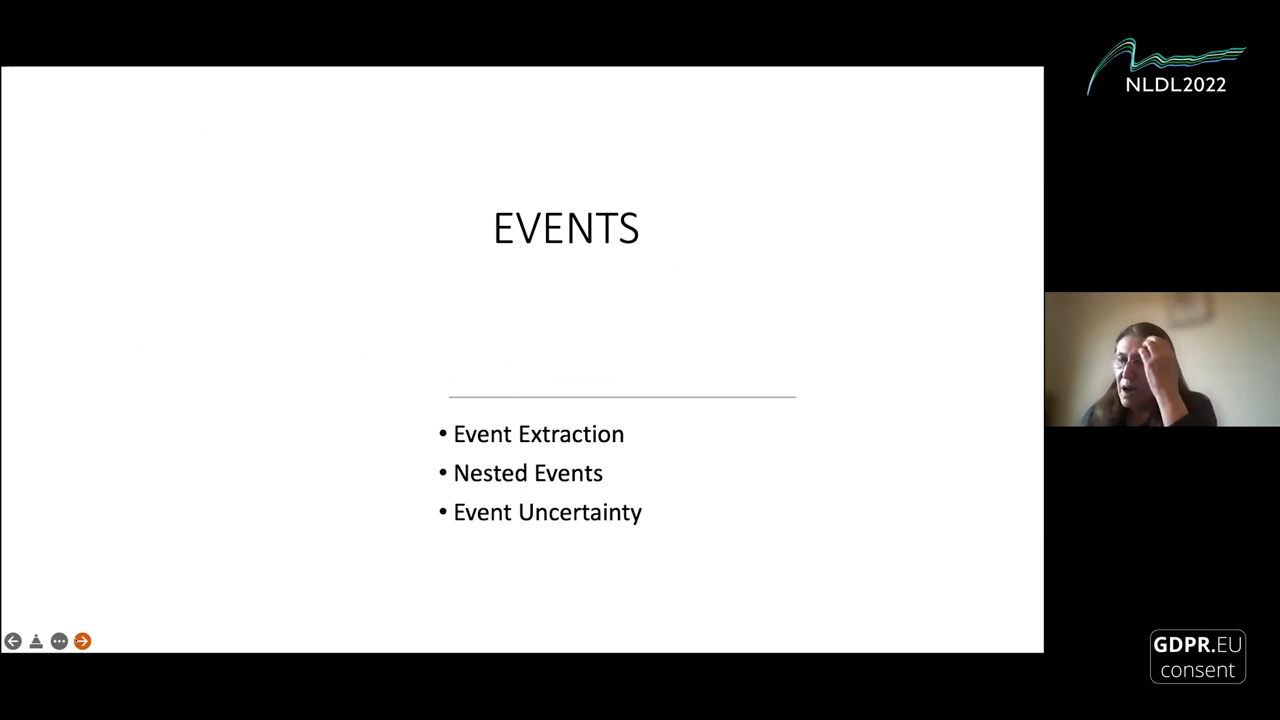 NLDL2022
EVENTS
• Event Extraction
• Nested Events
• Event Uncertainty
GDPR.EU
consent